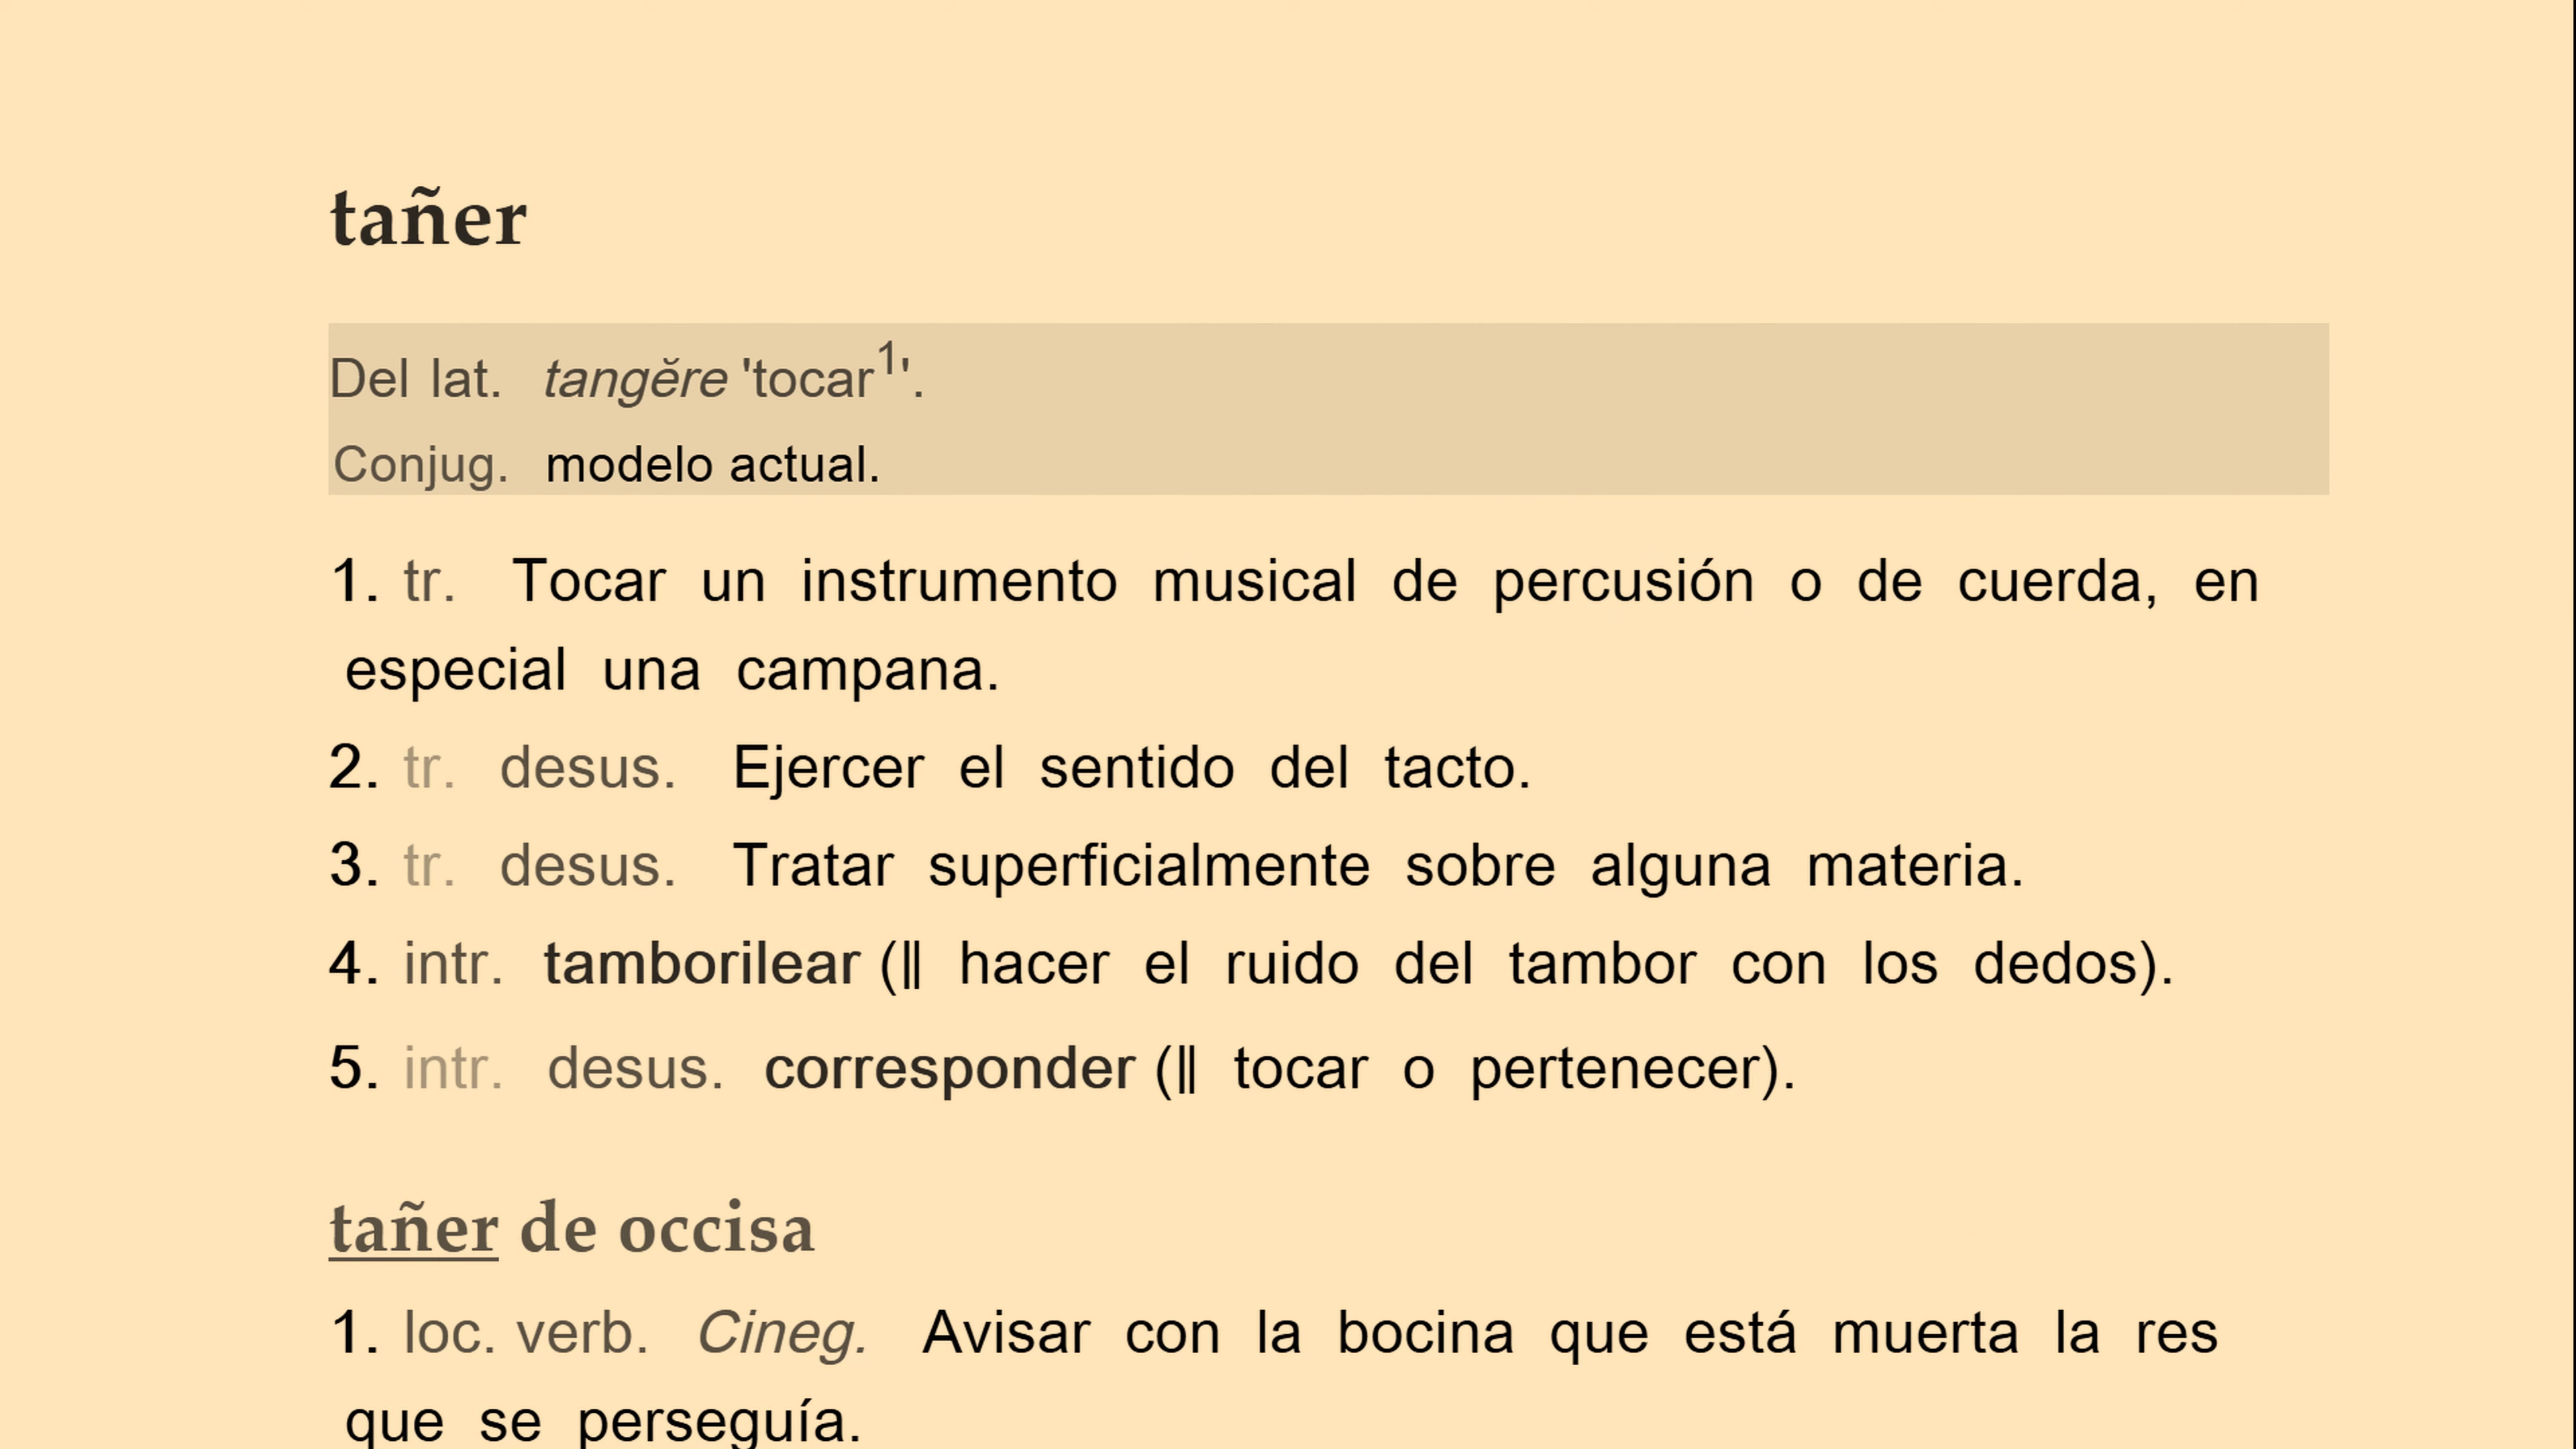 tañer
Del lat. tangĕre 'tocar¹'.
Conjug. modelo actual.
1. tr. Tocar un instrumento musical de percusión o de cuerda, en
especial una campana.
2. tr. desus. Ejercer el sentido del tacto.
3. tr. desus. Tratar superficialmente sobre alguna materia.
4. intr. tamborilear (‖ hacer el ruido del tambor con los dedos).
5. intr. desus. corresponder (‖ tocar o pertenecer).
tañer de occisa
1. loc. verb. Cineg. Avisar con la bocina que está muerta la res
que se perseguía.